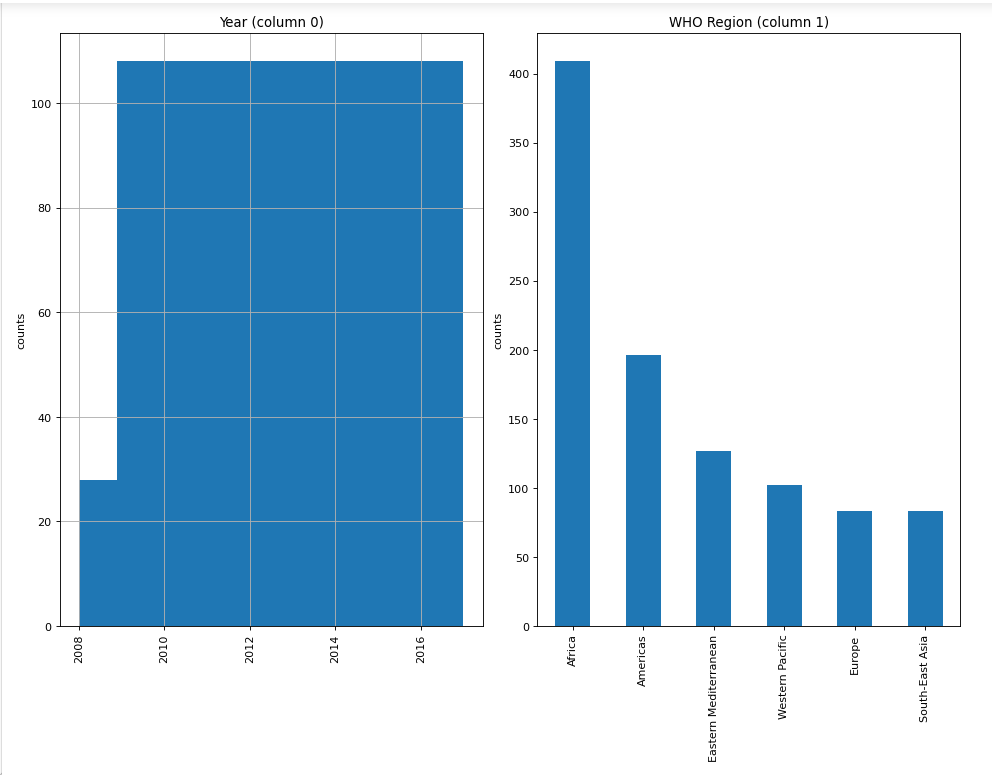 Year (column 0)
counts
100
80
60
40
20
0
2008
2010
2012
2014
2016
WHO Region (column 1)
counts
400
350
300
250
200
150
100
50
0
Africa
Americas
Eastern Mediterranean
Western Pacific
Europe
South-East Asia